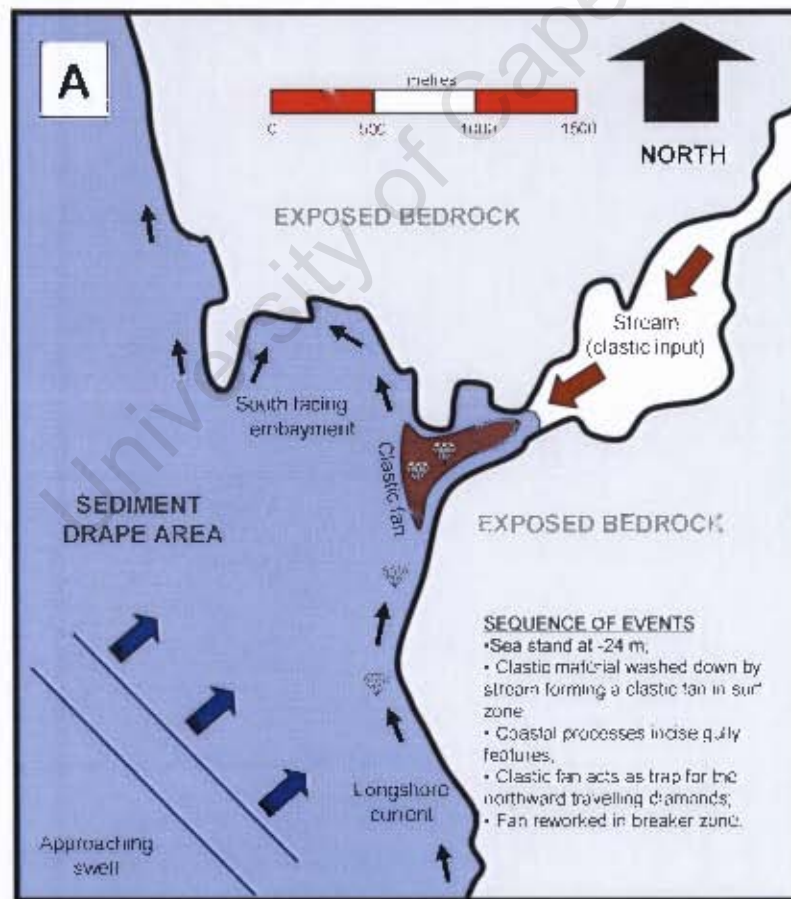 A
metres
0 500 1000 1500
NORTH
EXPOSED BEDROCK
Stream
(clastic input)
South facing
embayment
Clastic fan
SEDIMENT
DRAPE AREA
EXPOSED BEDROCK
SEQUENCE OF EVENTS
•Sea stand at -24 m;
• Clastic material washed down by
stream forming a clastic fan in surf
zone
• Coastal processes incise gully
features;
• Clastic fan acts as trap for the
northward travelling diamonds;
• Fan reworked in breaker zone.
Longshore
current
Approaching
swell
University of Cape